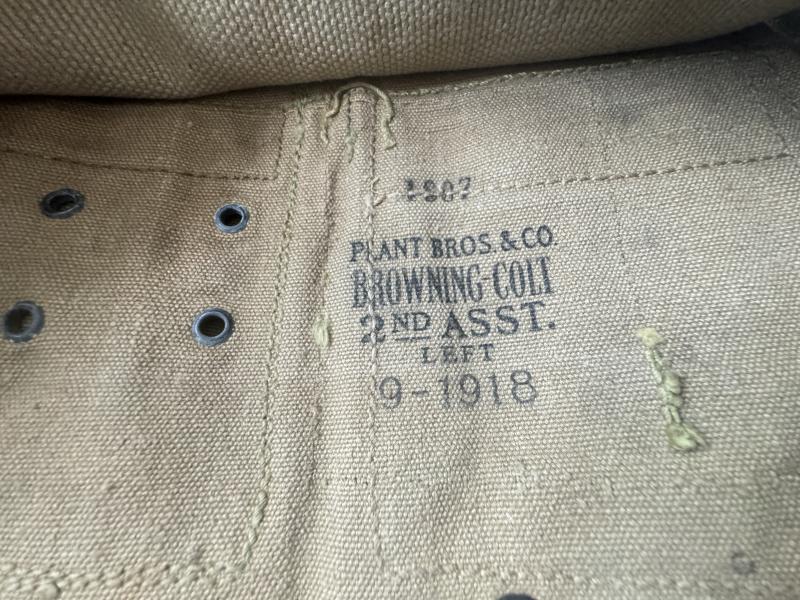 PLANT BROS. & CO.
BROWNING-COLT
2ND ASST.
LEFT
9-1918